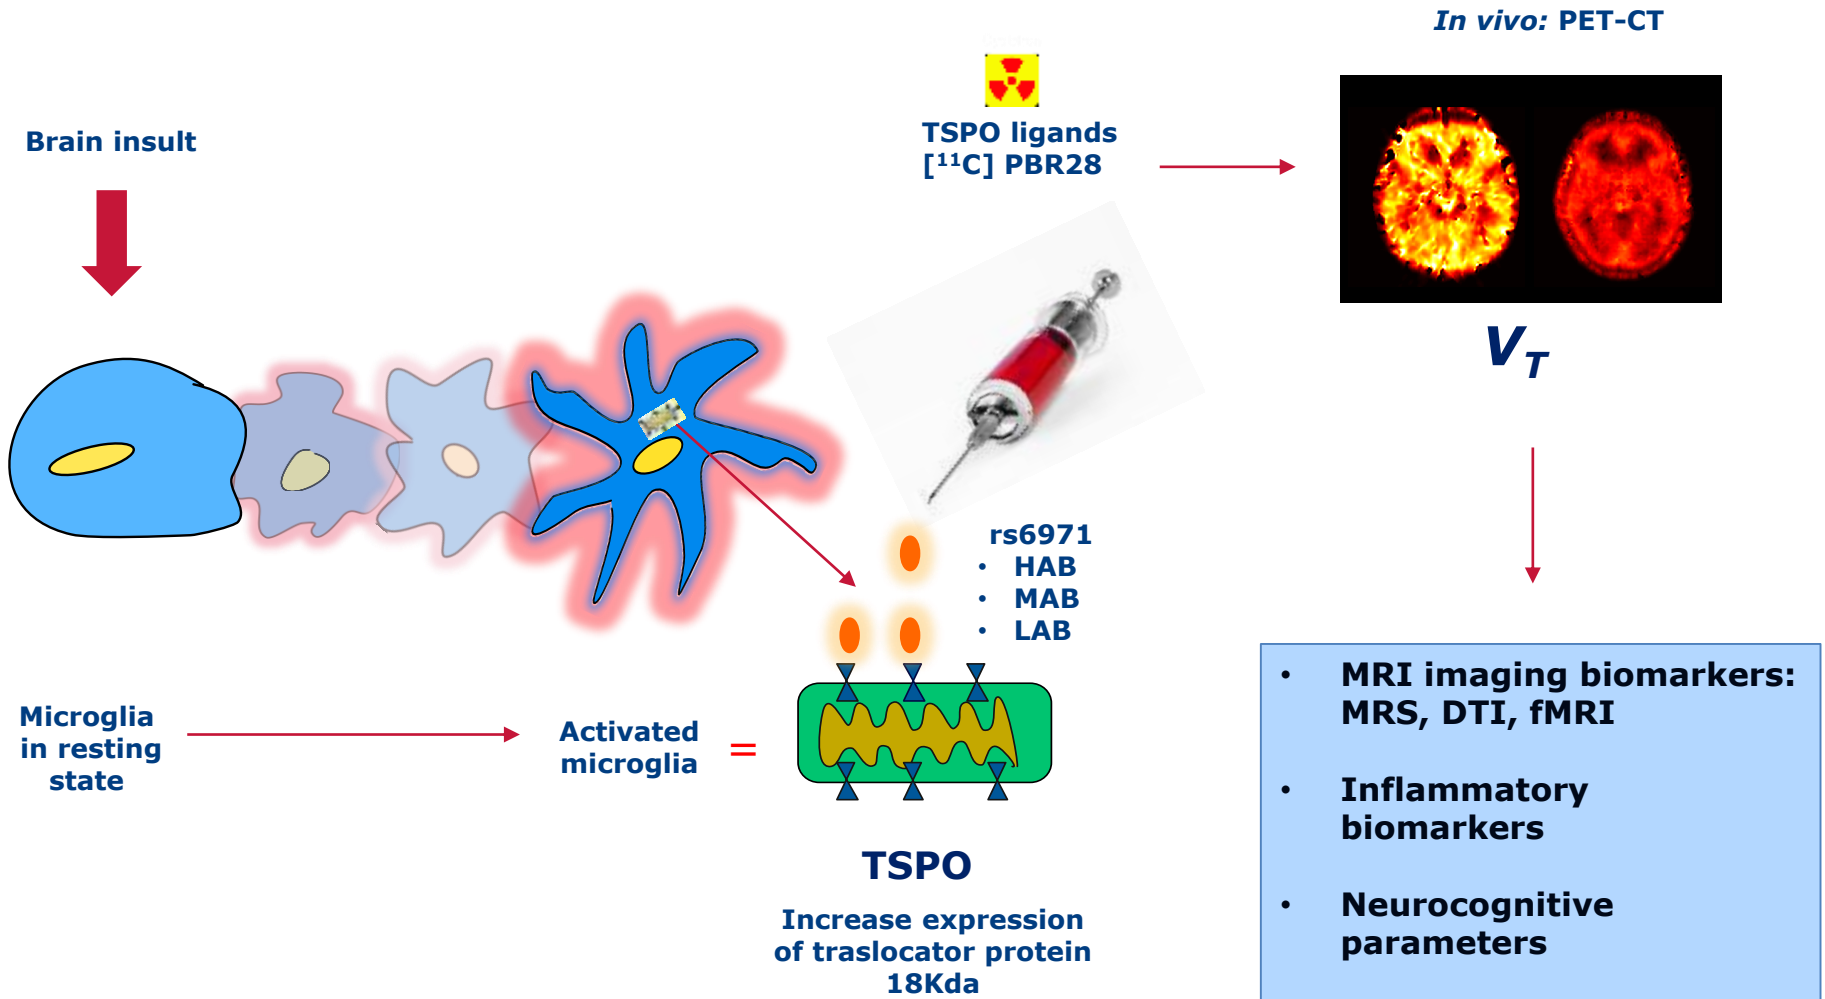 In vivo: PET-CT
Brain insult
TSPO ligands
[¹¹C] PBR28
V_T
rs6971
• HAB
• MAB
• LAB
Microglia
in resting
state
Activated
microglia
=
TSPO
Increase expression
of traslocator protein
18Kda
• MRI imaging biomarkers:
MRS, DTI, fMRI
• Inflammatory
biomarkers
• Neurocognitive
parameters